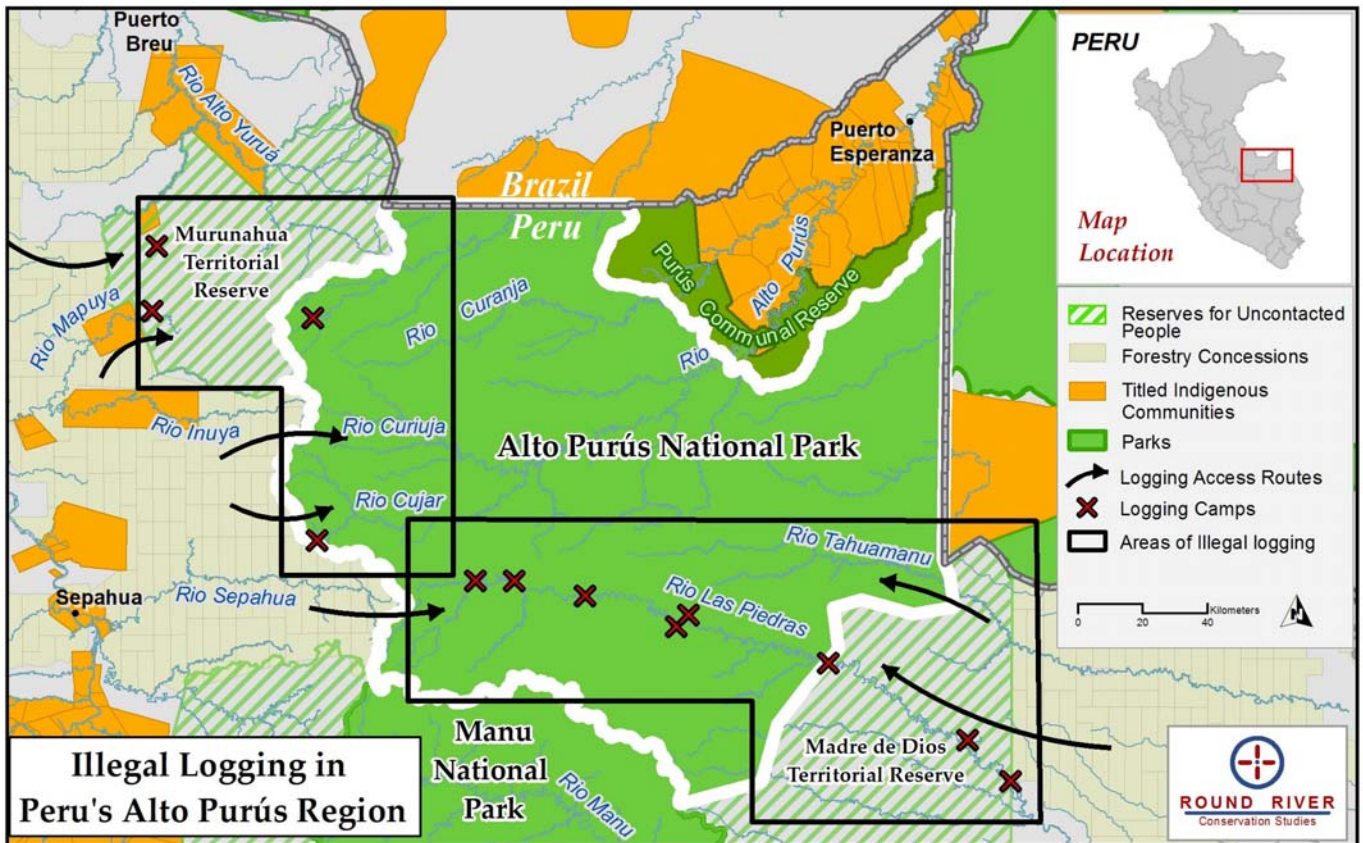 Puerto
Breu
Rio Alto Yuruá
Murunahua
Territorial
Reserve
Rio Mapuya
Rio Inuya
Rio Curiuja
Rio Cujar
Rio Sepahua
Sepahua
Brazil
Peru
Rio Curanja
Puerto
Esperanza
Rio Alto Purús
Purús Communal Reserve
Alto Purús National Park
Rio Tahuamanu
Rio Las Piedras
Madre de Dios
Territorial Reserve
Manu
National
Park
Rio Manu
Illegal Logging in
Peru's Alto Purús Region
PERU
Map
Location
Reserves for Uncontacted
People
Forestry Concessions
Titled Indigenous
Communities
Parks
Logging Access Routes
Logging Camps
Areas of Illegal logging
0 20 40 Kilometers
N
ROUND RIVER
Conservation Studies